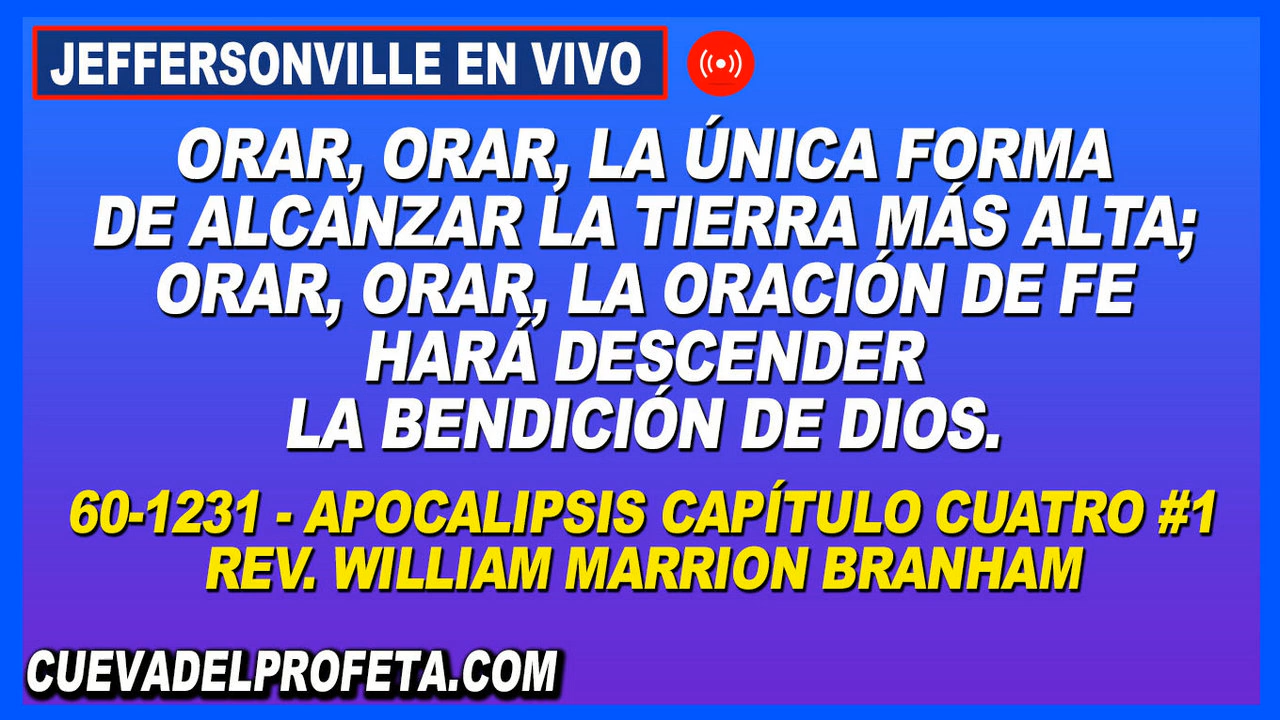 JEFFERSONVILLE EN VIVO
ORAR, ORAR, LA ÚNICA FORMA
DE ALCANZAR LA TIERRA MÁS ALTA;
ORAR, ORAR, LA ORACIÓN DE FE
HARÁ DESCENDER
LA BENDICIÓN DE DIOS.
60-1231 - APOCALIPSIS CAPÍTULO CUATRO #1
REV. WILLIAM MARRION BRANHAM
CUEVADELPROFETA.COM